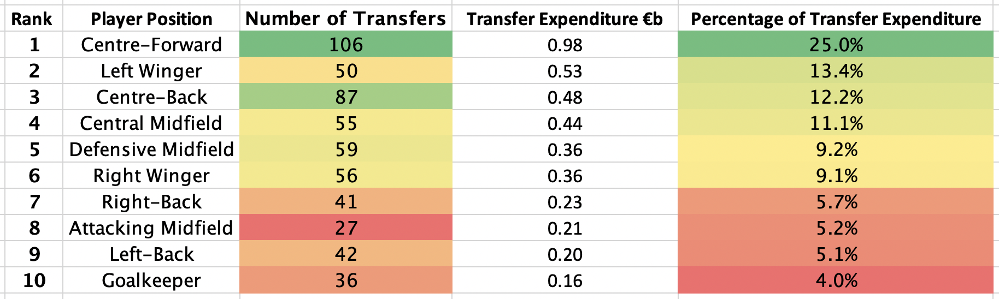 Rank Player Position Number of Transfers Transfer Expenditure €b Percentage of Transfer Expenditure
1 Centre-Forward 106 0.98 25.0%
2 Left Winger 50 0.53 13.4%
3 Centre-Back 87 0.48 12.2%
4 Central Midfield 55 0.44 11.1%
5 Defensive Midfield 59 0.36 9.2%
6 Right Winger 56 0.36 9.1%
7 Right-Back 41 0.23 5.7%
8 Attacking Midfield 27 0.21 5.2%
9 Left-Back 42 0.20 5.1%
10 Goalkeeper 36 0.16 4.0%